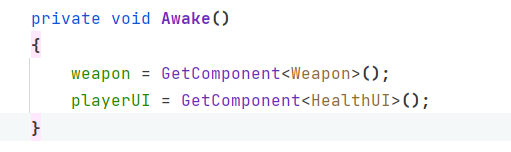 private void Awake()
{
    weapon = GetComponent<Weapon>();
    playerUI = GetComponent<HealthUI>();
}